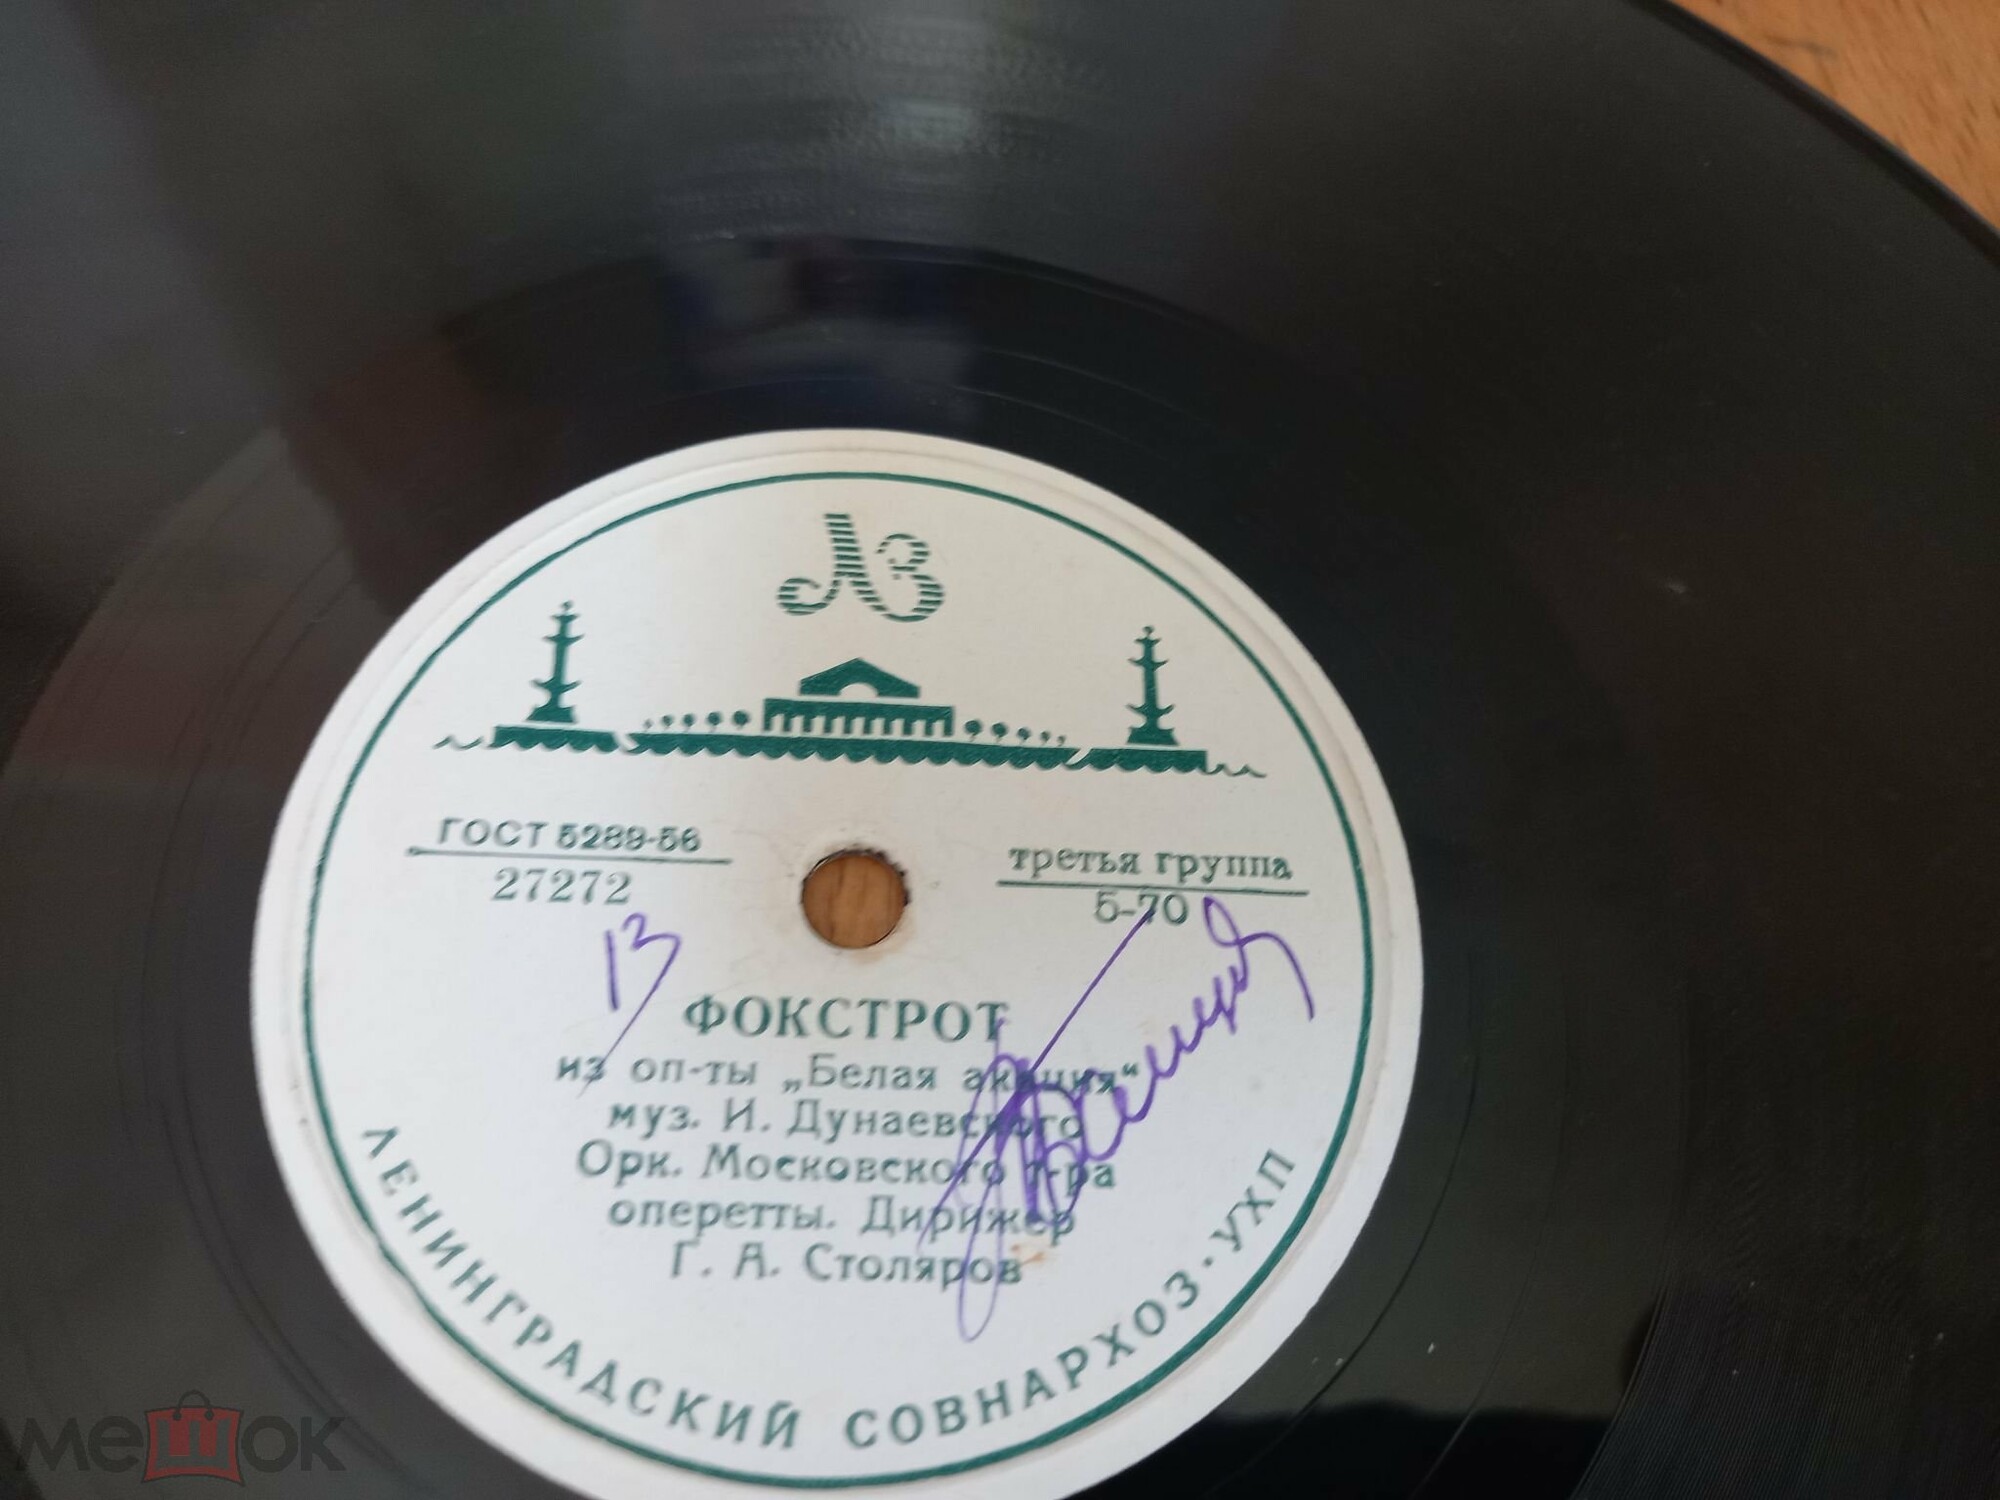 ЛЗ
ГОСТ 5289-56
27272
третья группа
5-70
13
ФОКСТРОТ
из оп-ты „Белая акация“
муз. И. Дунаевского
Орк. Московского т-ра
оперетты. Дирижер
Г. А. Столяров
ЛЕНИНГРАДСКИЙ СОВНАРХОЗ·УХП
мешок